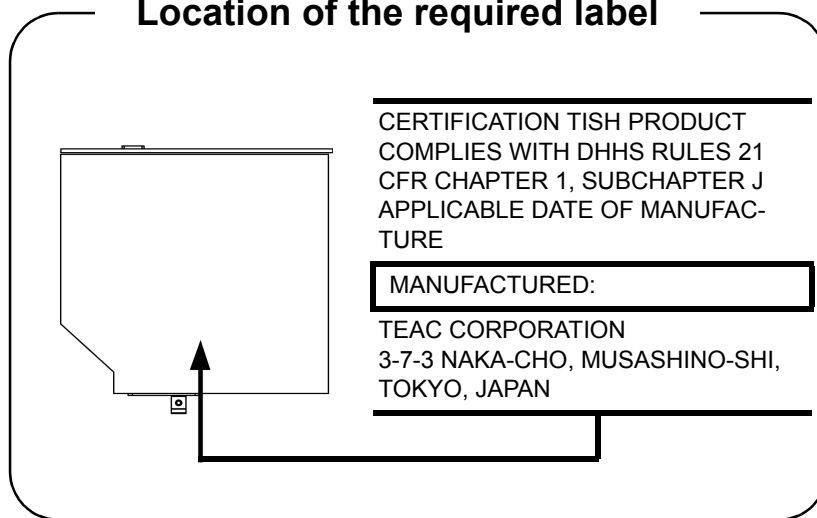 Location of the required label
CERTIFICATION TISH PRODUCT
COMPLIES WITH DHHS RULES 21
CFR CHAPTER 1, SUBCHAPTER J
APPLICABLE DATE OF MANUFAC-
TURE
MANUFACTURED:
TEAC CORPORATION
3-7-3 NAKA-CHO, MUSASHINO-SHI,
TOKYO, JAPAN